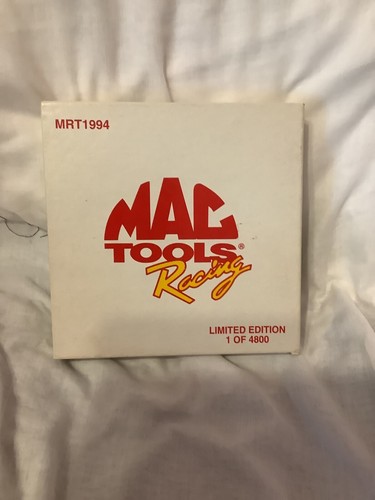 MRT1994
MAC
TOOLS®
Racing
LIMITED EDITION
1 OF 4800